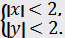 {|x| < 2,
|y| < 2.